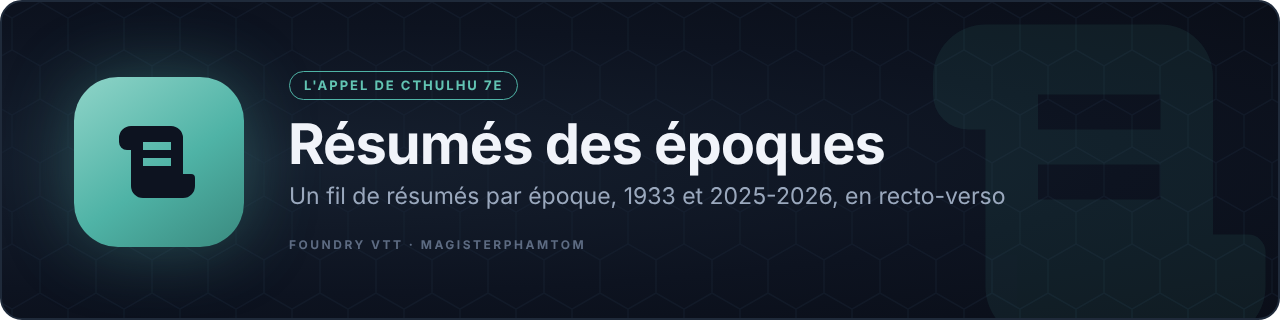 L'APPEL DE CTHULHU 7E
Résumés des époques
Un fil de résumés par époque, 1933 et 2025-2026, en recto-verso
FOUNDRY VTT · MAGISTERPHAMTOM